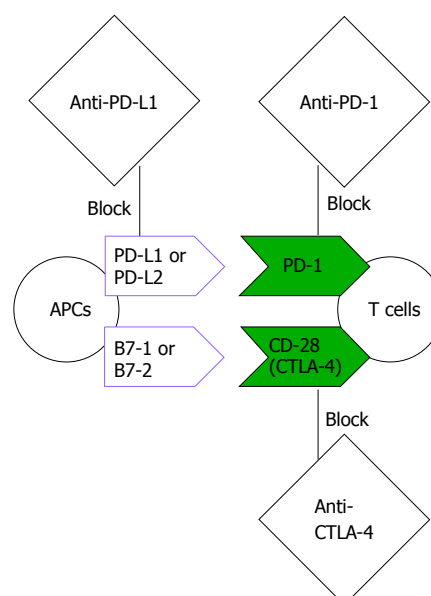 Anti-PD-L1
Anti-PD-1
Block
Block
PD-L1 or
PD-L2
PD-1
APCs
T cells
B7-1 or
B7-2
CD-28
(CTLA-4)
Block
Anti-
CTLA-4